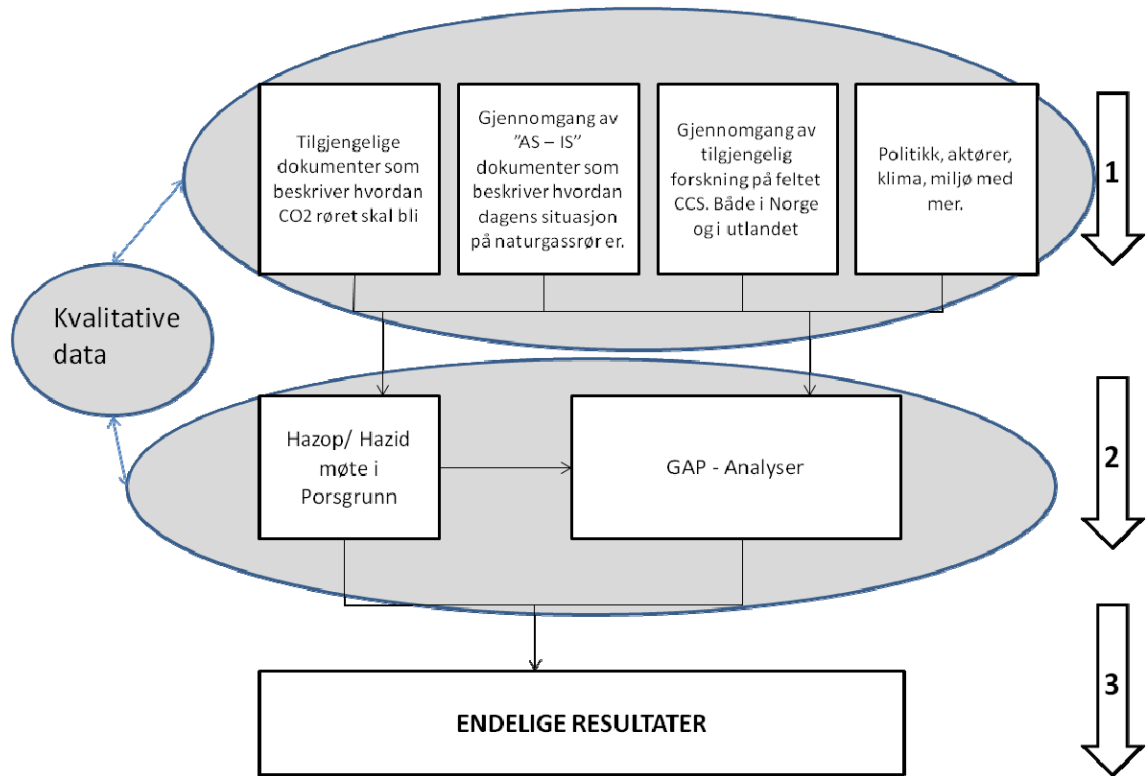 Tilgjengelige
dokumenter som
beskriver hvordan
CO2 røret skal bli
Gjennomgang av
”AS – IS”
dokumenter som
beskriver hvordan
dagens situasjon
på naturgassrør er.
Gjennomgang av
tilgjengelig
forskning på feltet
CCS. Både i Norge
og i utlandet
Politikk, aktører,
klima, miljø med
mer.
1
Kvalitative
data
Hazop/ Hazid
møte i
Porsgrunn
GAP - Analyser
2
ENDELIGE RESULTATER
3